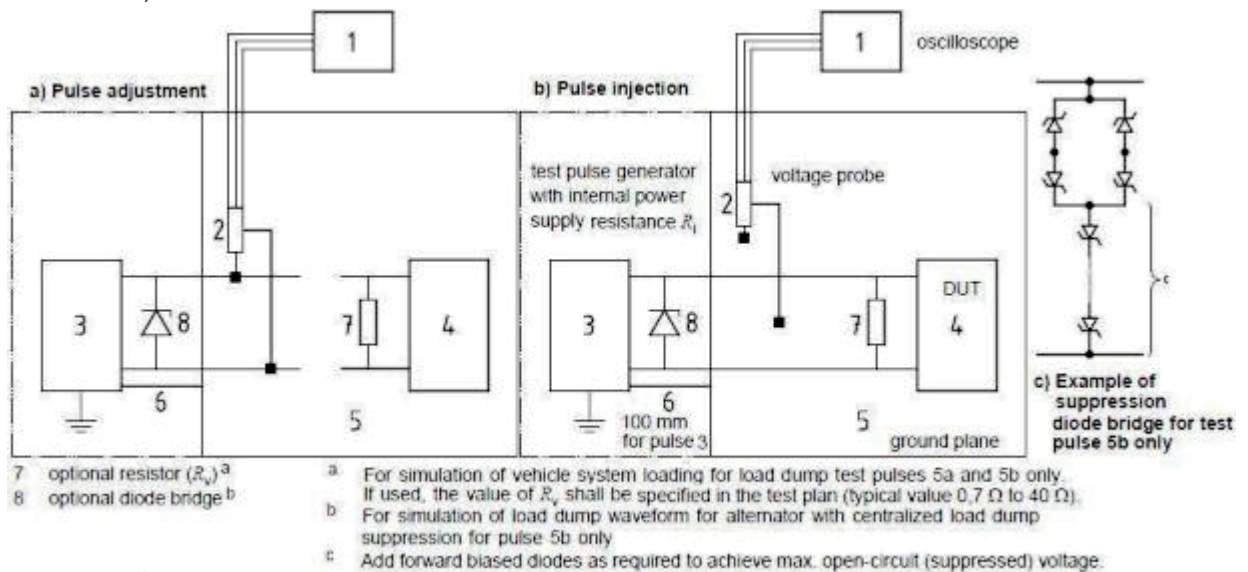 1
1
oscilloscope
a) Pulse adjustment
b) Pulse injection
test pulse generator
with internal power
supply resistance Ri
voltage probe
2
2
c
3
8
7
4
3
8
7
DUT
4
6
5
6
100 mm
for pulse 3
5
ground plane
c) Example of
suppression
diode bridge for test
pulse 5b only
7 optional resistor (Rv) a
8 optional diode bridge b
a For simulation of vehicle system loading for load dump test pulses 5a and 5b only.
If used, the value of Rv shall be specified in the test plan (typical value 0,7 Ω to 40 Ω).
b For simulation of load dump waveform for alternator with centralized load dump
suppression for pulse 5b only
c Add forward biased diodes as required to achieve max. open-circuit (suppressed) voltage.